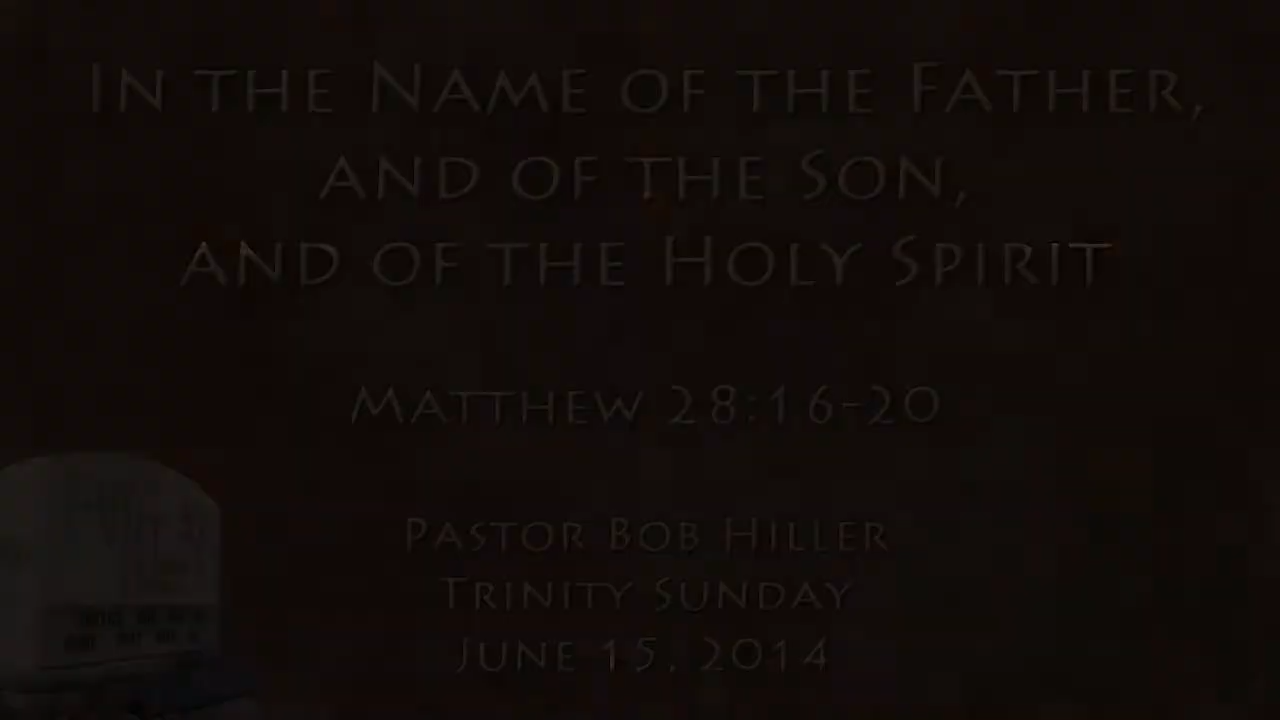 In the Name of the Father,
and of the Son,
and of the Holy Spirit
Matthew 28:16-20
Pastor Bob Hiller
Trinity Sunday
June 15, 2014